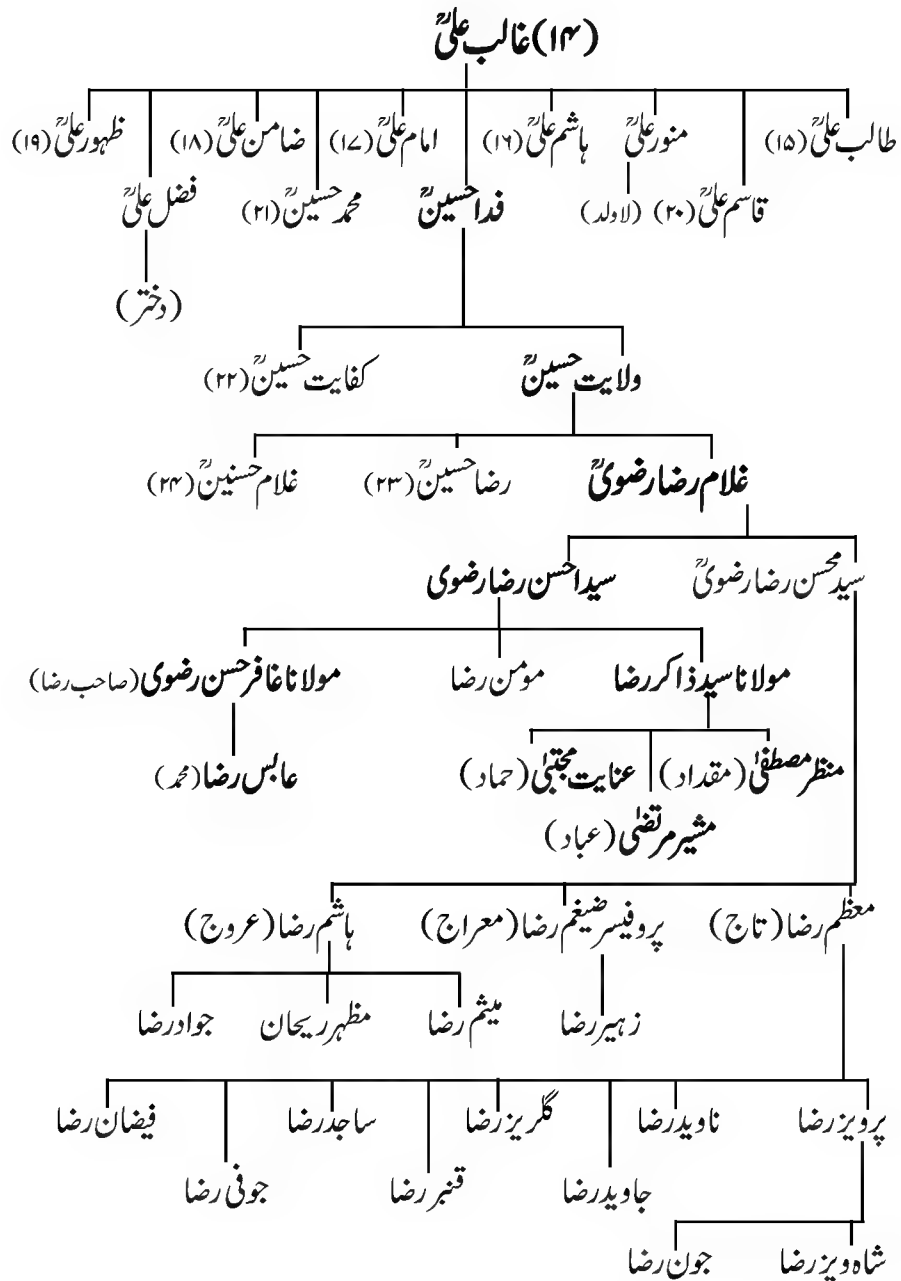 (۱۴) غالب علیؒ
طالب علیؒ (۱۵) منور علیؒ ہاشم علیؒ (۱۶) امام علیؒ (۱۷) ضامن علیؒ (۱۸) ظہور علیؒ (۱۹)
قاسم علیؒ (۲۰) (لاولد) فدا حسینؒ محمد حسینؒ (۲۱) فضل علیؒ
(دختر)
ولایت حسینؒ کفایت حسینؒ (۲۲)
غلام رضا رضویؒ رضا حسینؒ (۲۳) غلام حسنینؒ (۲۴)
سید محسن رضا رضویؒ سید احسن رضا رضوی
مولانا سید ذاکر رضا مومن رضا مولانا غافر حسن رضوی (صاحب رضا)
منظر مصطفیٰ (مقداد) عنایت مجتبیٰ (حماد) عابس رضا (محمد)
مشیر مرتضیٰ (عباد)
معظم رضا (تاج) پروفیسر ضیغم رضا (معراج) ہاشم رضا (عروج)
زہیر رضا میثم رضا مظہر ریحان جواد رضا
پرویز رضا ناوید رضا گلریز رضا ساجد رضا فیضان رضا
جاوید رضا قنبر رضا جوفی رضا
شاہ ویز رضا جون رضا